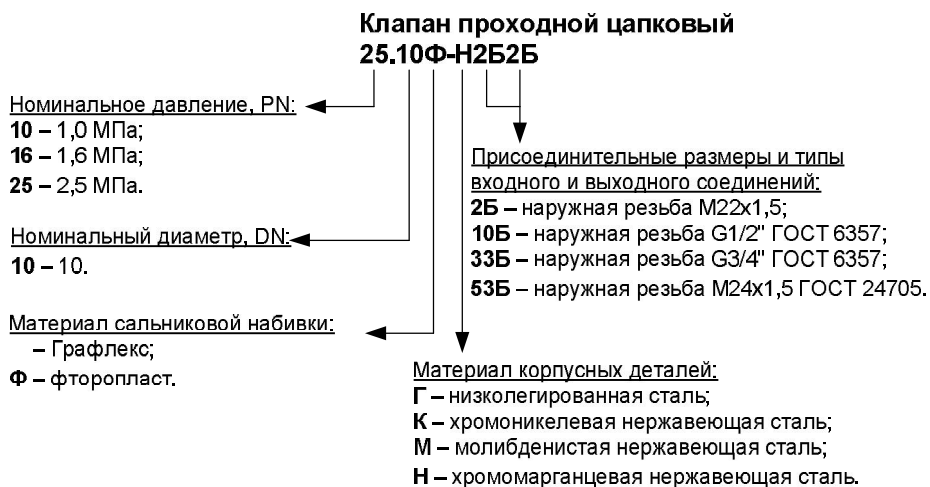 Клапан проходной цапковый
25.10Ф-Н2Б2Б
Номинальное давление, PN:
10 – 1,0 МПа;
16 – 1,6 МПа;
25 – 2,5 МПа.
Номинальный диаметр, DN:
10 – 10.
Материал сальниковой набивки:
– Графлекс;
Ф – фторопласт.
Присоединительные размеры и типы
входного и выходного соединений:
2Б – наружная резьба М22х1,5;
10Б – наружная резьба G1/2" ГОСТ 6357;
33Б – наружная резьба G3/4" ГОСТ 6357;
53Б – наружная резьба М24х1,5 ГОСТ 24705.
Материал корпусных деталей:
Г – низколегированная сталь;
К – хромоникелевая нержавеющая сталь;
М – молибденистая нержавеющая сталь;
Н – хромомарганцевая нержавеющая сталь.